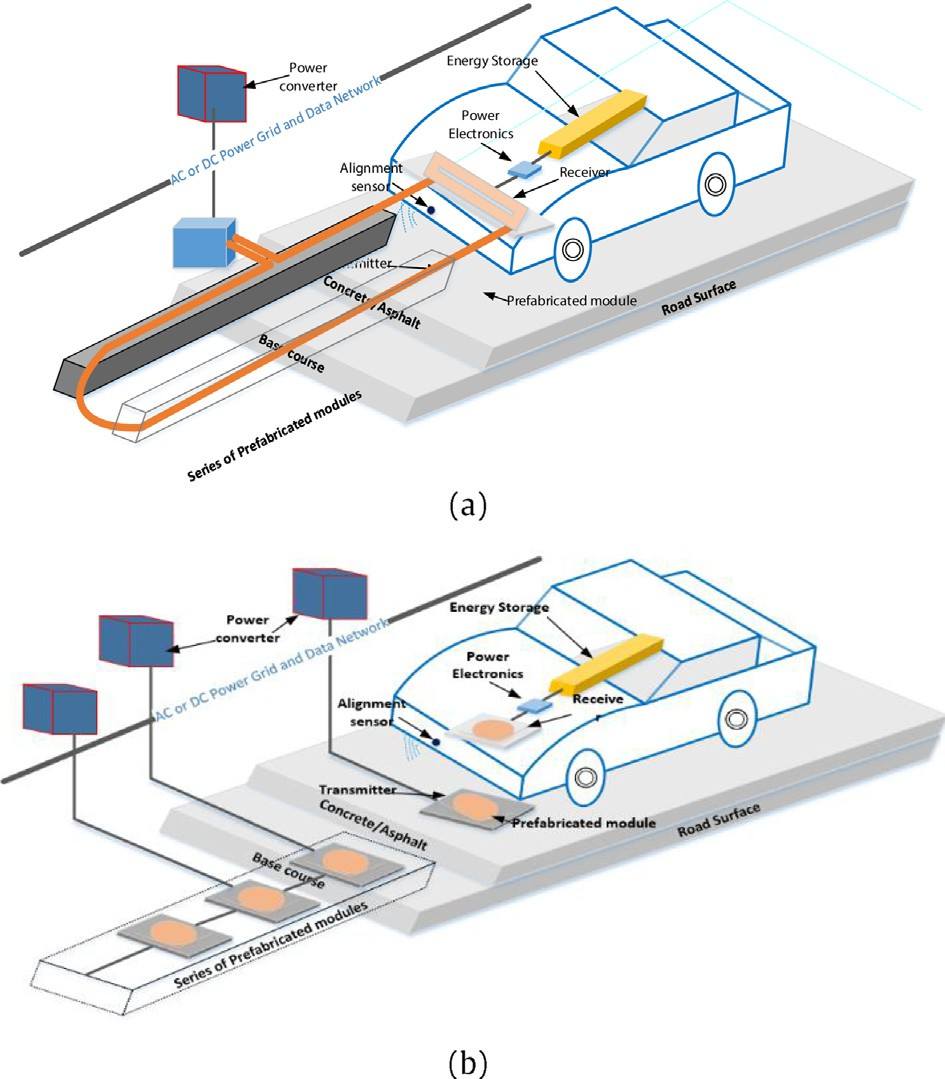 Power
converter
AC or DC Power Grid and Data Network
Energy Storage
Power
Electronics
Alignment
sensor
Receiver
Prefabricated module
Road Surface
Concrete/Asphalt
Base course
Series of Prefabricated modules
(a)
Power
converter
AC or DC Power Grid and Data Network
Energy Storage
Power
Electronics
Alignment
sensor
Receive
r
Transmitter
Prefabricated module
Concrete/Asphalt
Road Surface
Base course
Series of Prefabricated modules
(b)